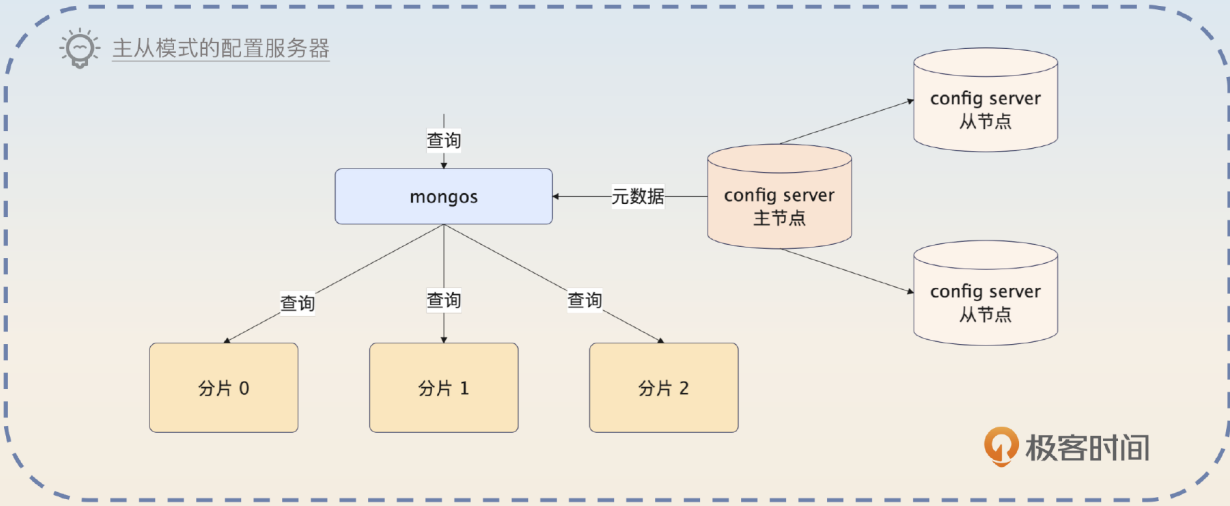 主从模式的配置服务器
查询
mongos
元数据
config server
主节点
config server
从节点
config server
从节点
查询
查询
查询
分片 0
分片 1
分片 2
极客时间